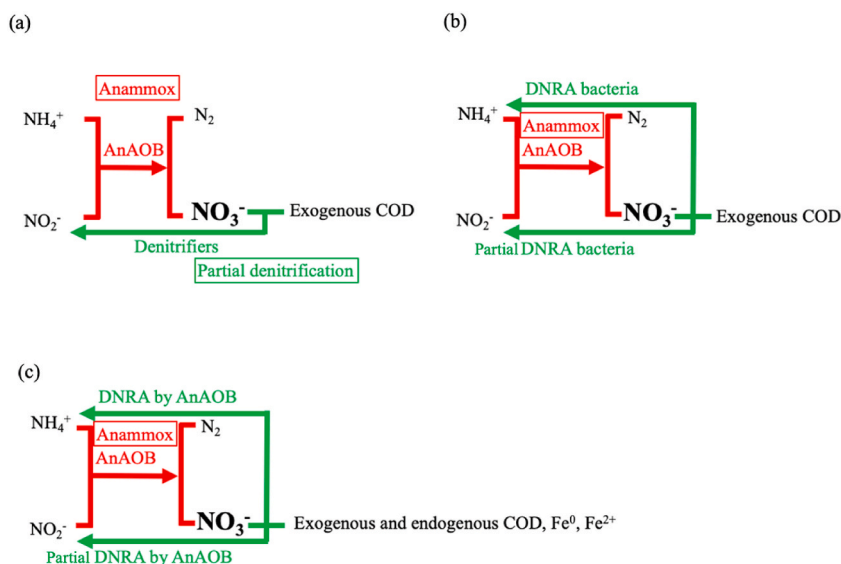 (a)
Anammox
NH₄⁺
N₂
AnAOB
NO₂⁻
NO₃⁻
Exogenous COD
Denitrifiers
Partial denitrification
(b)
DNRA bacteria
NH₄⁺
Anammox
N₂
AnAOB
NO₂⁻
NO₃⁻
Exogenous COD
Partial DNRA bacteria
(c)
DNRA by AnAOB
NH₄⁺
Anammox
N₂
AnAOB
NO₂⁻
NO₃⁻
Exogenous and endogenous COD, Fe⁰, Fe²⁺
Partial DNRA by AnAOB